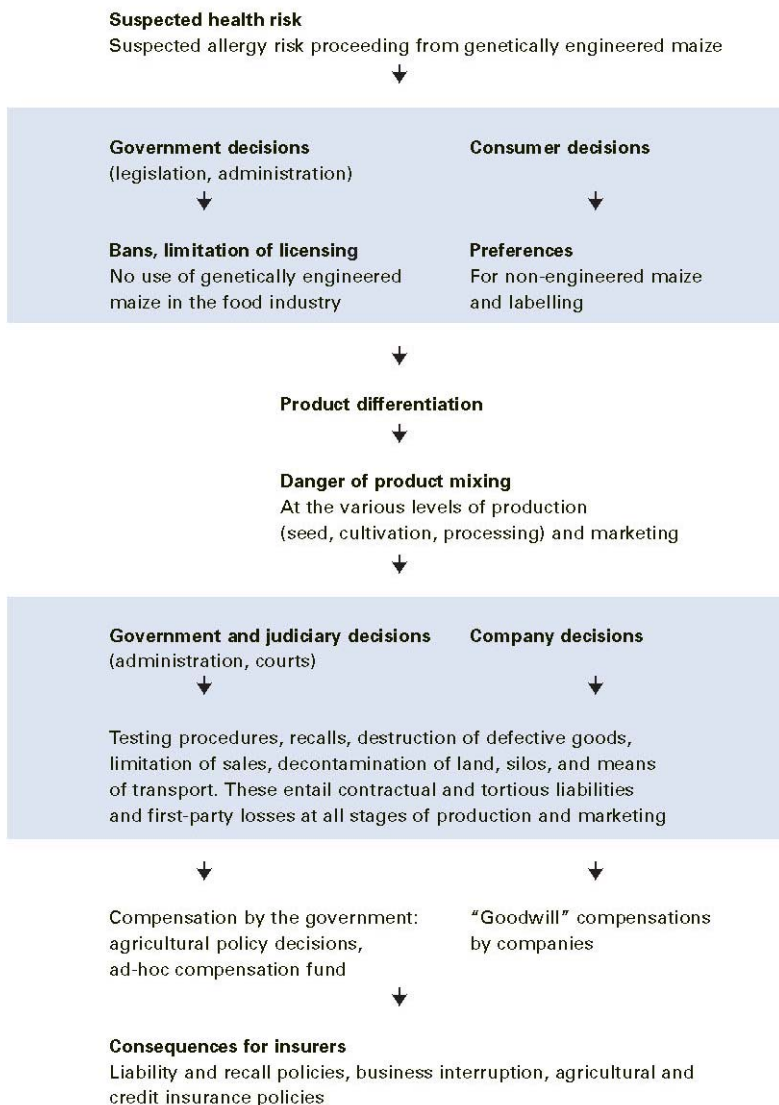 Suspected health risk
Suspected allergy risk proceeding from genetically engineered maize
Government decisions
(legislation, administration)
Consumer decisions
Bans, limitation of licensing
No use of genetically engineered
maize in the food industry
Preferences
For non-engineered maize
and labelling
Product differentiation
Danger of product mixing
At the various levels of production
(seed, cultivation, processing) and marketing
Government and judiciary decisions
(administration, courts)
Company decisions
Testing procedures, recalls, destruction of defective goods,
limitation of sales, decontamination of land, silos, and means
of transport. These entail contractual and tortious liabilities
and first-party losses at all stages of production and marketing
Compensation by the government:
agricultural policy decisions,
ad-hoc compensation fund
“Goodwill” compensations
by companies
Consequences for insurers
Liability and recall policies, business interruption, agricultural and
credit insurance policies